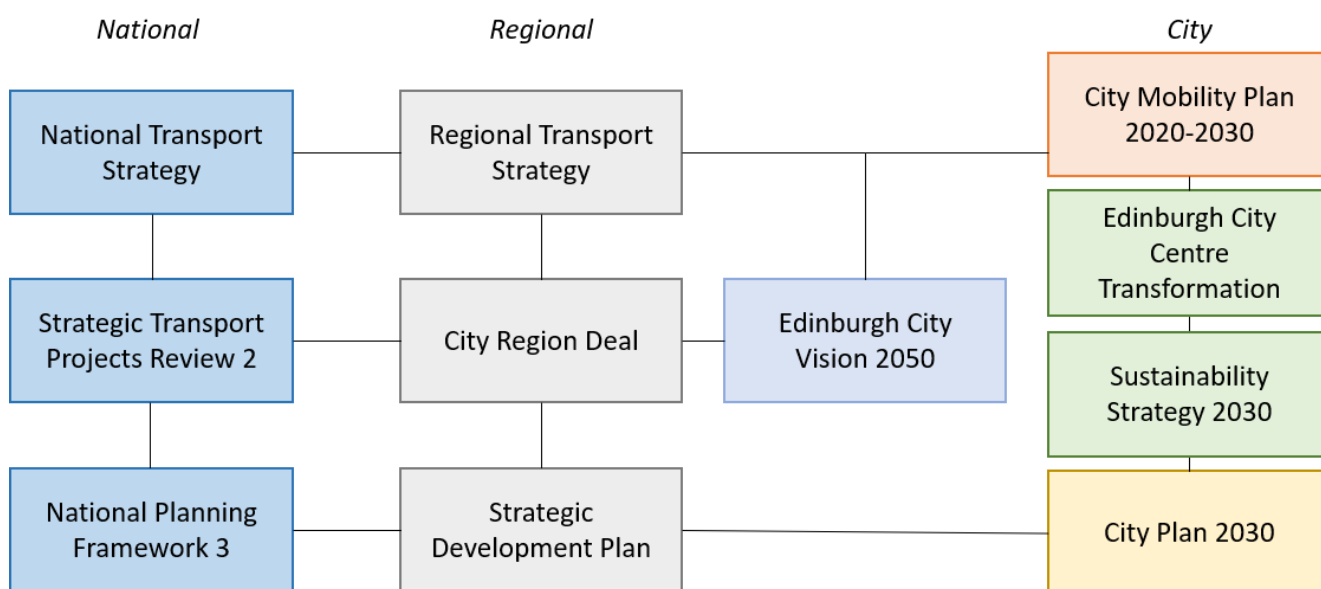 National
Regional
City
National Transport
Strategy
Regional Transport
Strategy
City Mobility Plan
2020-2030
Edinburgh City
Centre
Transformation
Strategic Transport
Projects Review 2
City Region Deal
Edinburgh City
Vision 2050
Sustainability
Strategy 2030
National Planning
Framework 3
Strategic
Development Plan
City Plan 2030